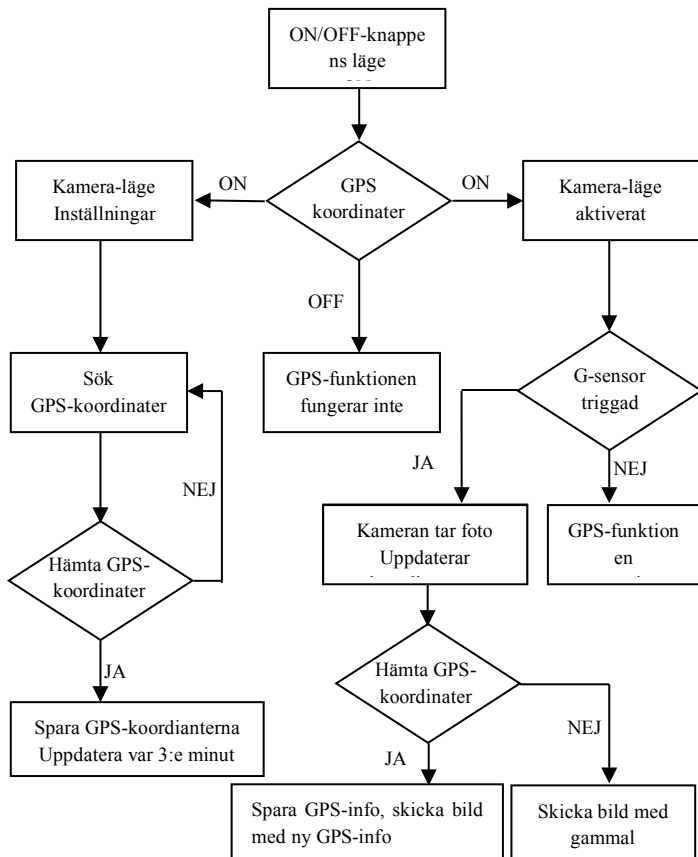 ON/OFF-knappe
ns läge
Kamera-läge
Inställningar
ON
GPS
koordinater
ON
Kamera-läge
aktiverat
OFF
Sök
GPS-koordinater
GPS-funktionen
fungerar inte
G-sensor
triggad
NEJ
JA
NEJ
Hämta GPS-
koordinater
Kameran tar foto
Uppdaterar
GPS-funktion
en
JA
Hämta GPS-
koordinater
Spara GPS-koordianterna
Uppdatera var 3:e minut
JA
NEJ
Spara GPS-info, skicka bild
med ny GPS-info
Skicka bild med
gammal